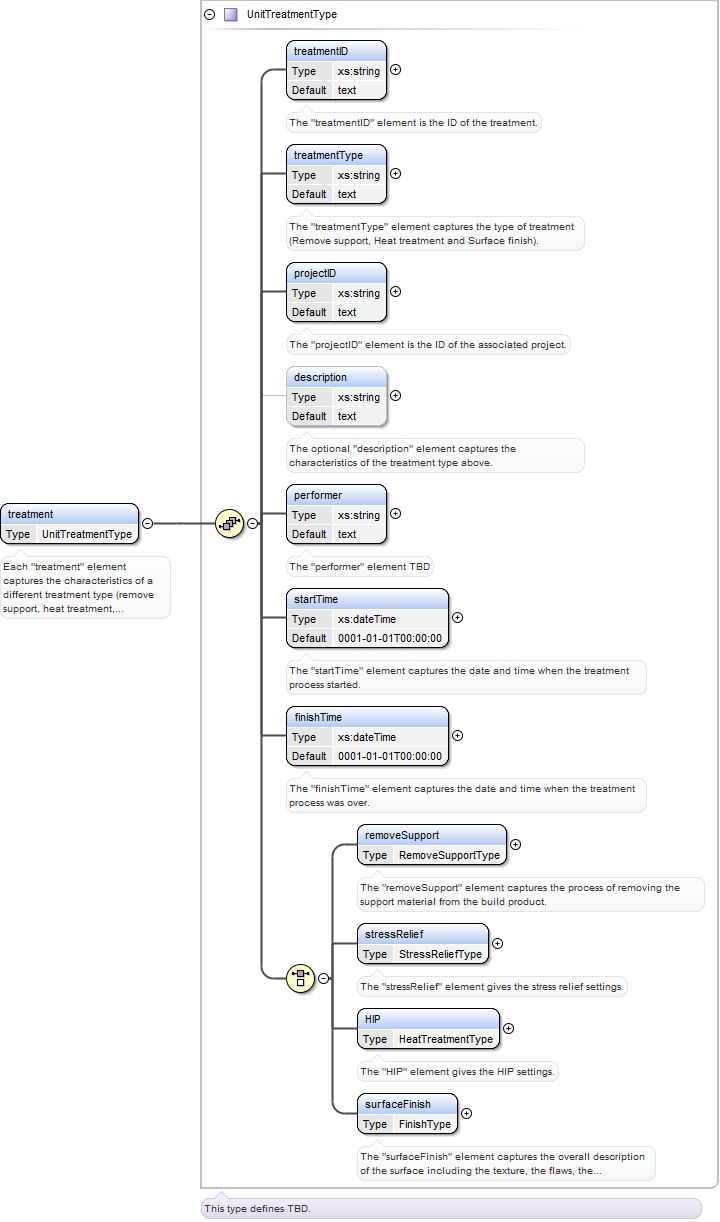 UnitTreatmentType
treatmentID
Type xs:string
Default text
The "treatmentID" element is the ID of the treatment.
treatmentType
Type xs:string
Default text
The "treatmentType" element captures the type of treatment
(Remove support, Heat treatment and Surface finish).
projectID
Type xs:string
Default text
The "projectID" element is the ID of the associated project.
description
Type xs:string
Default text
The optional "description" element captures the
characteristics of the treatment type above.
treatment
Type UnitTreatmentType
Each "treatment" element
captures the characteristics of a
different treatment type (remove
support, heat treatment,...
performer
Type xs:string
Default text
The "performer" element TBD
startTime
Type xs:dateTime
Default 0001-01-01T00:00:00
The "startTime" element captures the date and time when the treatment
process started.
finishTime
Type xs:dateTime
Default 0001-01-01T00:00:00
The "finishTime" element captures the date and time when the treatment
process was over.
removeSupport
Type RemoveSupportType
The "removeSupport" element captures the process of removing the
support material from the build product.
stressRelief
Type StressReliefType
The "stressRelief" element gives the stress relief settings.
HIP
Type HeatTreatmentType
The "HIP" element gives the HIP settings.
surfaceFinish
Type FinishType
The "surfaceFinish" element captures the overall description
of the surface including the texture, the flaws, the...
This type defines TBD.